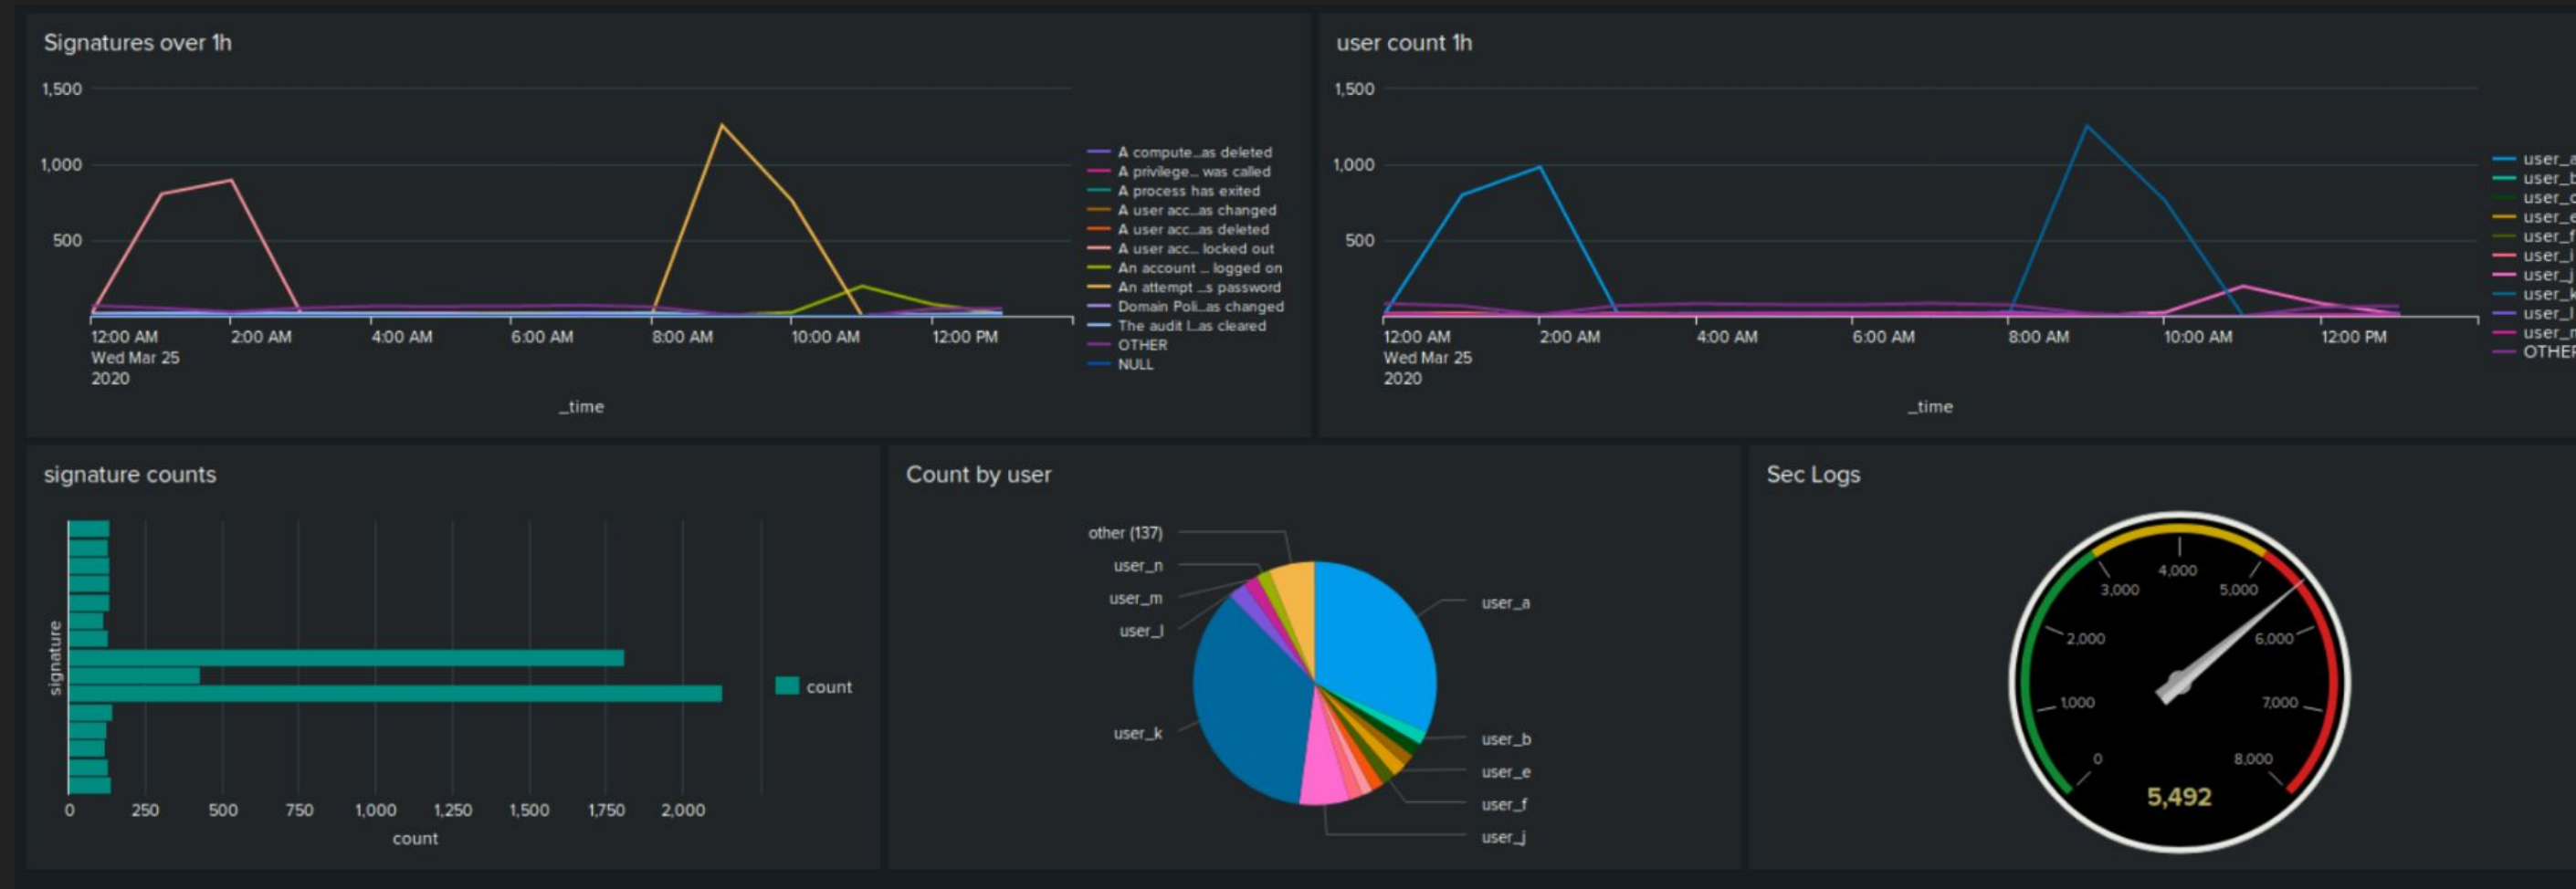 Signatures over 1h
1,500
1,000
500
12:00 AM
Wed Mar 25
2020
2:00 AM
4:00 AM
6:00 AM
8:00 AM
10:00 AM
12:00 PM
_time
A compute...as deleted
A privilege... was called
A process has exited
A user acc...as changed
A user acc...as deleted
A user acc... locked out
An account ... logged on
An attempt ...s password
Domain Poli...as changed
The audit l...as cleared
OTHER
NULL
user count 1h
1,500
1,000
500
12:00 AM
Wed Mar 25
2020
2:00 AM
4:00 AM
6:00 AM
8:00 AM
10:00 AM
12:00 PM
_time
user_a
user_b
user_e
user_f
user_i
user_j
user_k
user_l
OTHER
signature counts
signature
0
250
500
750
1,000
1,250
1,500
1,750
2,000
count
count
Count by user
other (137)
user_n
user_m
user_l
user_k
user_a
user_b
user_e
user_f
user_j
Sec Logs
0
1,000
2,000
3,000
4,000
5,000
6,000
7,000
8,000
5,492